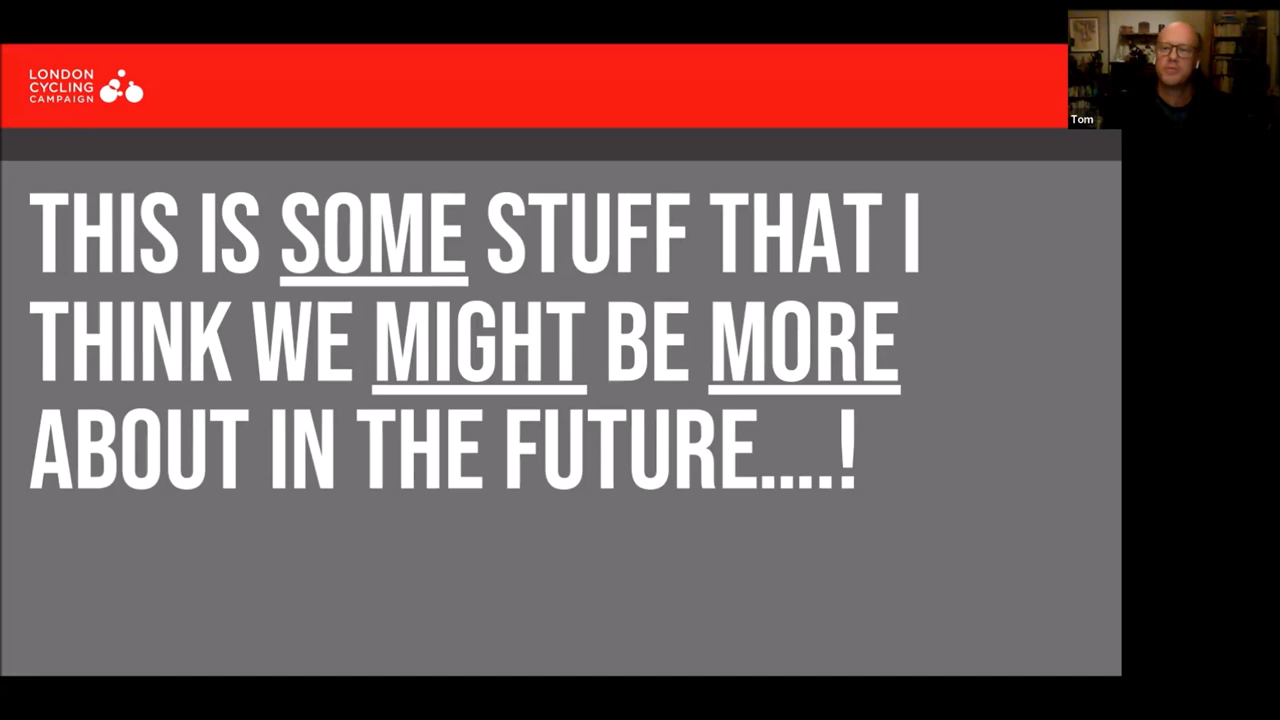 LONDON
CYCLING
CAMPAIGN
Tom
THIS IS SOME STUFF THAT I
THINK WE MIGHT BE MORE
ABOUT IN THE FUTURE....!